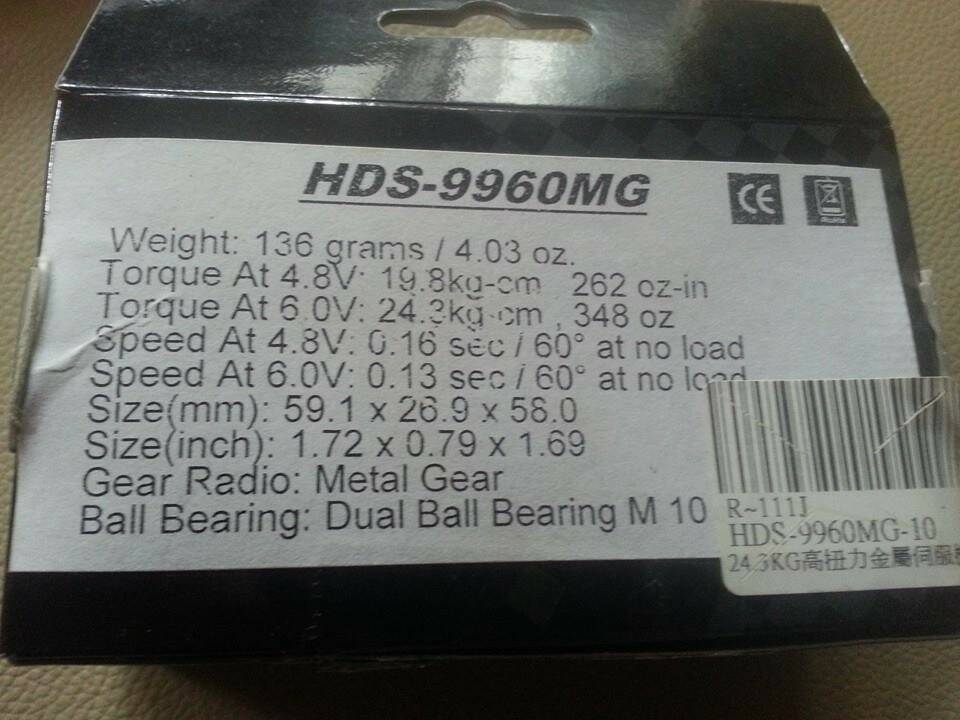 HDS-9960MG
CE
RoHS
Weight: 136 grams / 4.03 oz.
Torque At 4.8V: 19.8kg-cm 262 oz-in
Torque At 6.0V: 24.3kg-cm , 348 oz
Speed At 4.8V: 0.16 sec / 60° at no load
Speed At 6.0V: 0.13 sec / 60° at no load
Size(mm): 59.1 x 26.9 x 58.0
Size(inch): 1.72 x 0.79 x 1.69
Gear Radio: Metal Gear
Ball Bearing: Dual Ball Bearing M 10
R~111J
HDS-9960MG-10
24.3KG高扭力金屬伺服